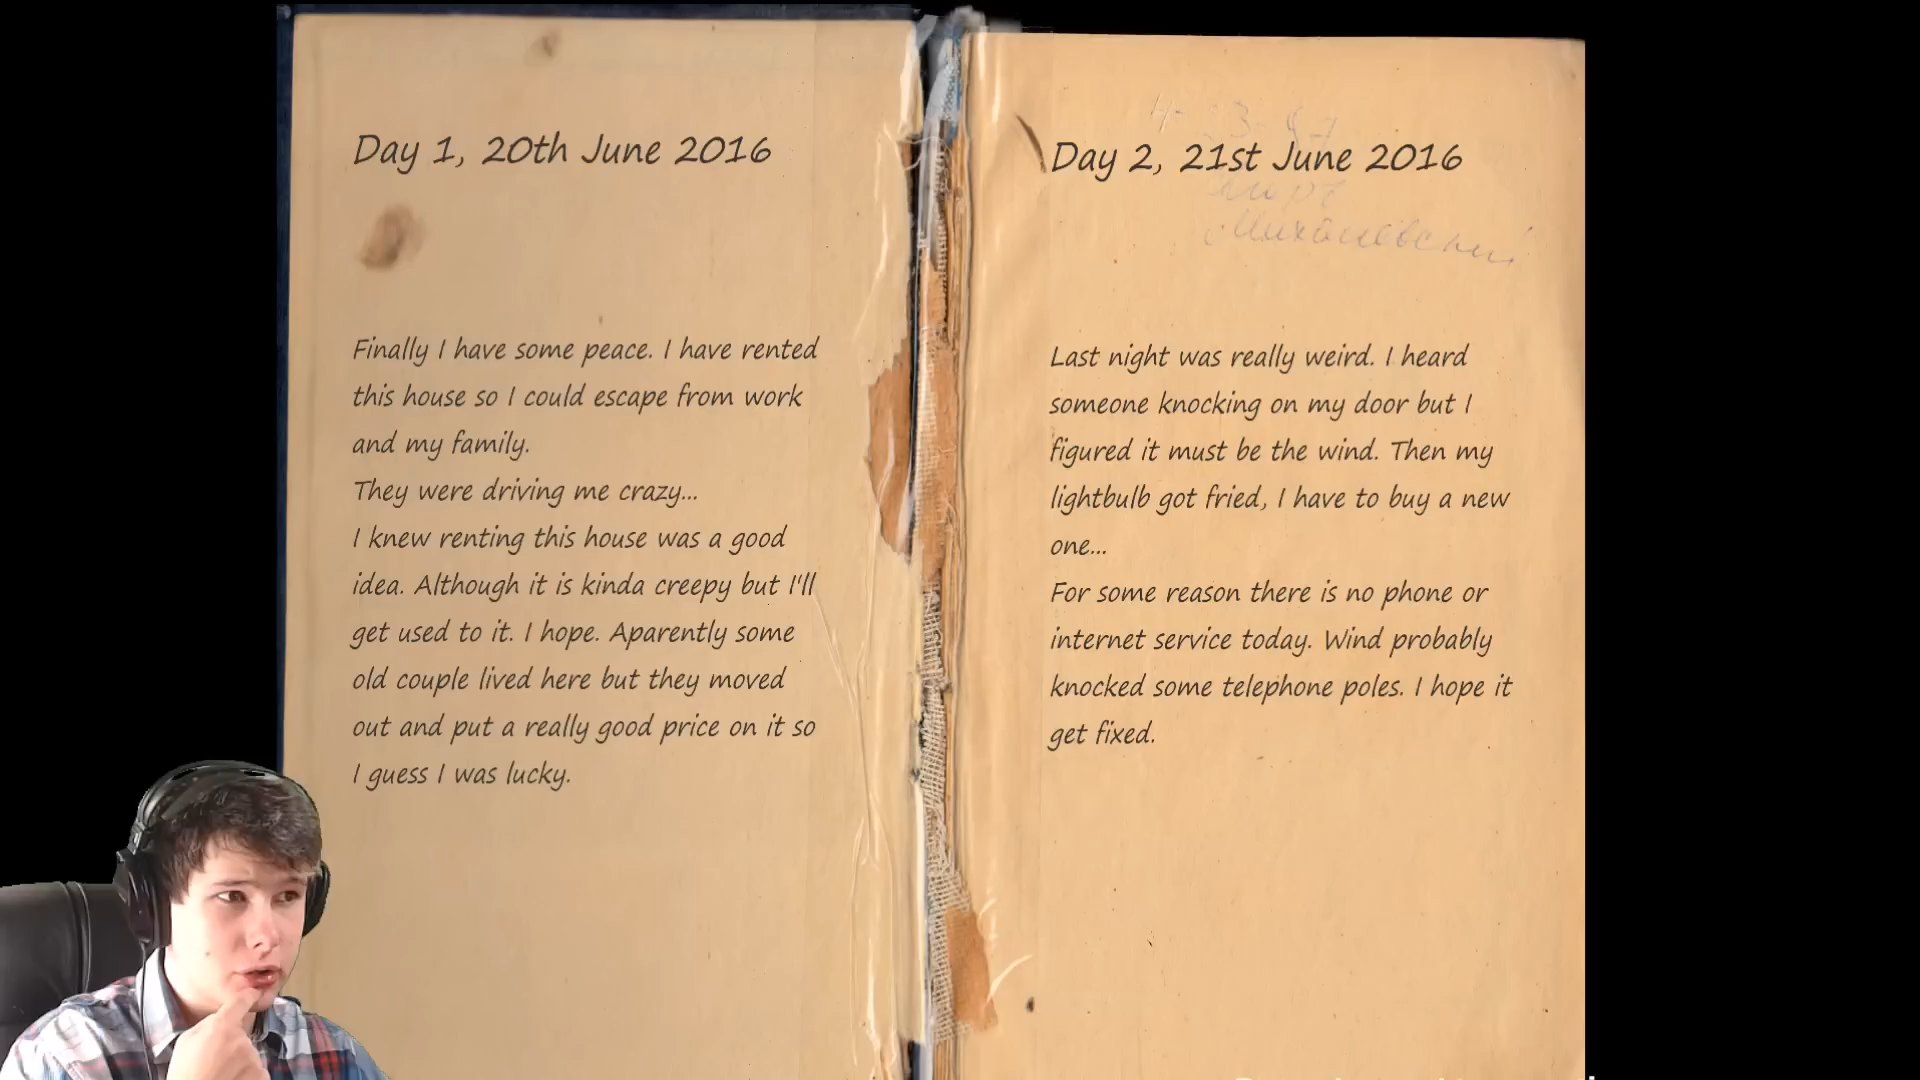 Day 1, 20th June 2016
Finally I have some peace. I have rented
this house so I could escape from work
and my family.
They were driving me crazy...
I knew renting this house was a good
idea. Although it is kinda creepy but I'll
get used to it. I hope. Aparently some
old couple lived here but they moved
out and put a really good price on it so
I guess I was lucky.
Day 2, 21st June 2016
Last night was really weird. I heard
someone knocking on my door but I
figured it must be the wind. Then my
lightbulb got fried, I have to buy a new
one...
For some reason there is no phone or
internet service today. Wind probably
knocked some telephone poles. I hope it
get fixed.